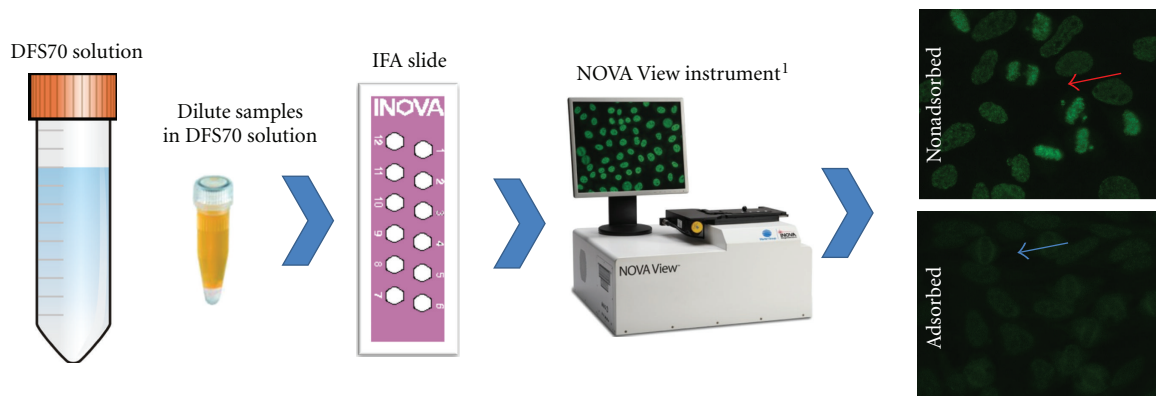 DFS70 solution
Dilute samples
in DFS70 solution
IFA slide
INOVA
12
1
11
2
10
3
9
4
8
5
7
6
NOVA View instrument¹
NOVA View
INOVA
Nonadsorbed
Adsorbed